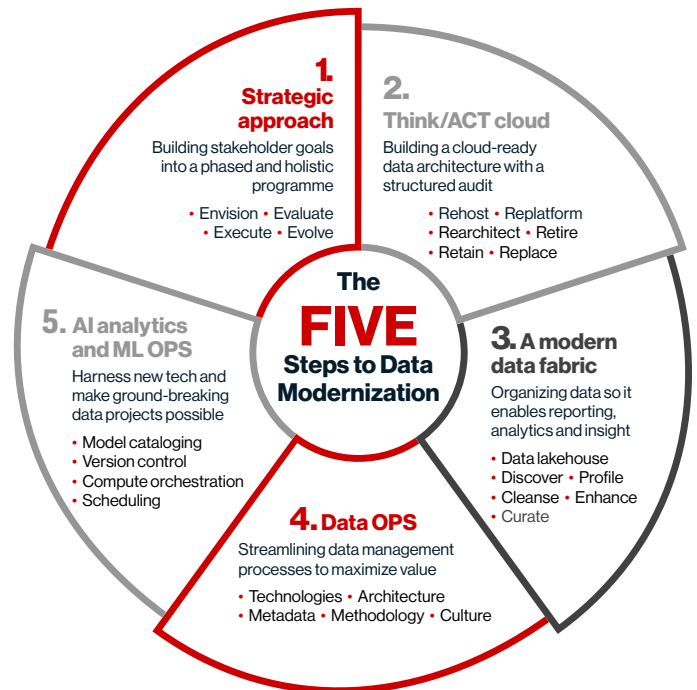 The
FIVE
Steps to Data
Modernization
1.
Strategic
approach
Building stakeholder goals
into a phased and holistic
programme
• Envision • Evaluate
• Execute • Evolve
2.
Think/ACT cloud
Building a cloud-ready
data architecture with a
structured audit
• Rehost • Replatform
• Rearchitect • Retire
• Retain • Replace
3. A modern
data fabric
Organizing data so it
enables reporting,
analytics and insight
• Data lakehouse
• Discover • Profile
• Cleanse • Enhance
• Curate
4. Data OPS
Streamlining data management
processes to maximize value
• Technologies • Architecture
• Metadata • Methodology • Culture
5. AI analytics
and ML OPS
Harness new tech and
make ground-breaking
data projects possible
• Model cataloging
• Version control
• Compute orchestration
• Scheduling